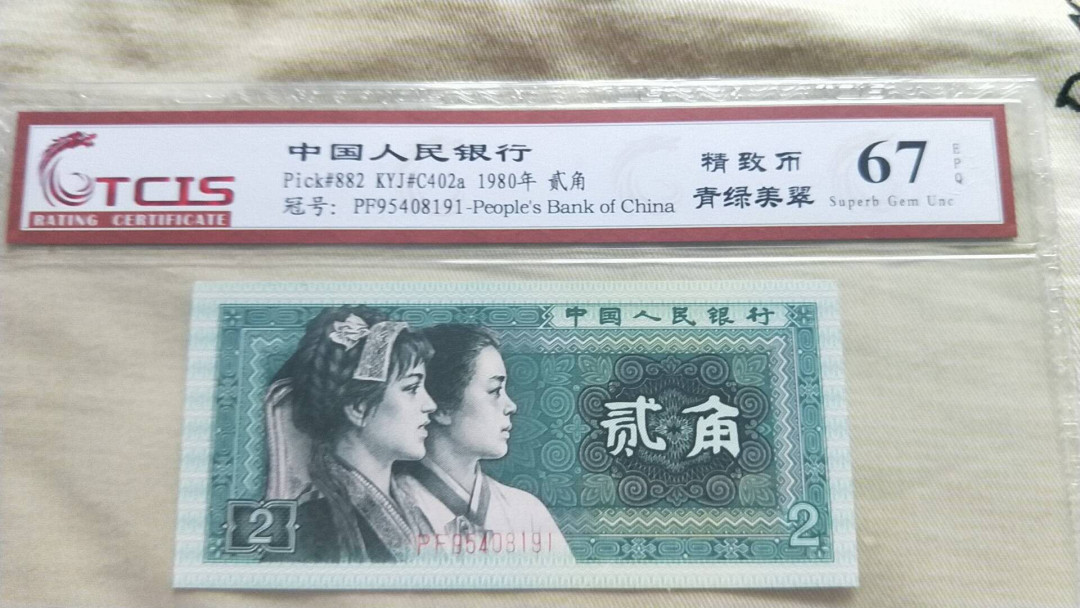 TCIS
RATING CERTIFICATE
中国人民银行
Pick#882 KYJ#C402a 1980年 贰角
冠号: PF95408191-People's Bank of China
精致币
青绿美翠
67
EPQ
Superb Gem Unc
中国人民银行
贰角
2
PF95408191
2